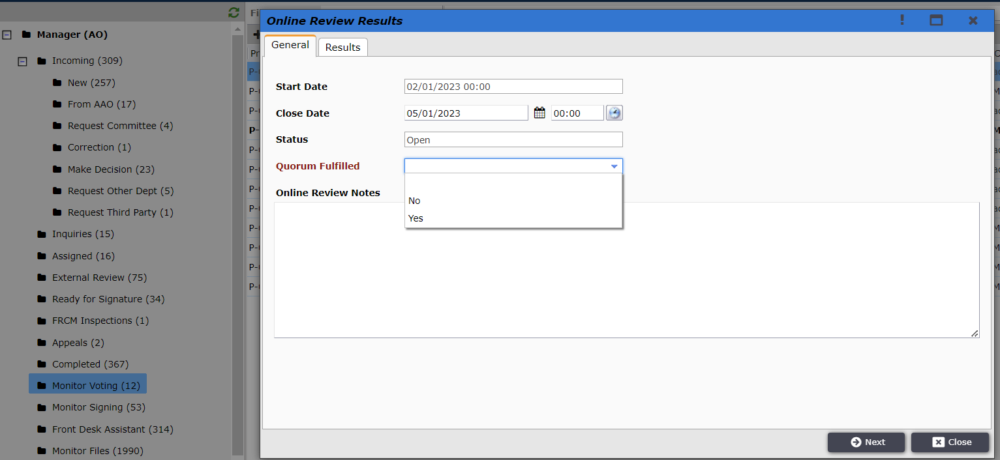 Manager (AO)
Incoming (309)
New (257)
From AAO (17)
Request Committee (4)
Correction (1)
Make Decision (23)
Request Other Dept (5)
Request Third Party (1)
Inquiries (15)
Assigned (16)
External Review (75)
Ready for Signature (34)
FRCM Inspections (1)
Appeals (2)
Completed (367)
Monitor Voting (12)
Monitor Signing (53)
Front Desk Assistant (314)
Monitor Files (1990)
Online Review Results
General
Results
Start Date
02/01/2023 00:00
Close Date
05/01/2023
00:00
Status
Open
Quorum Fulfilled
No
Yes
Online Review Notes
Next
Close